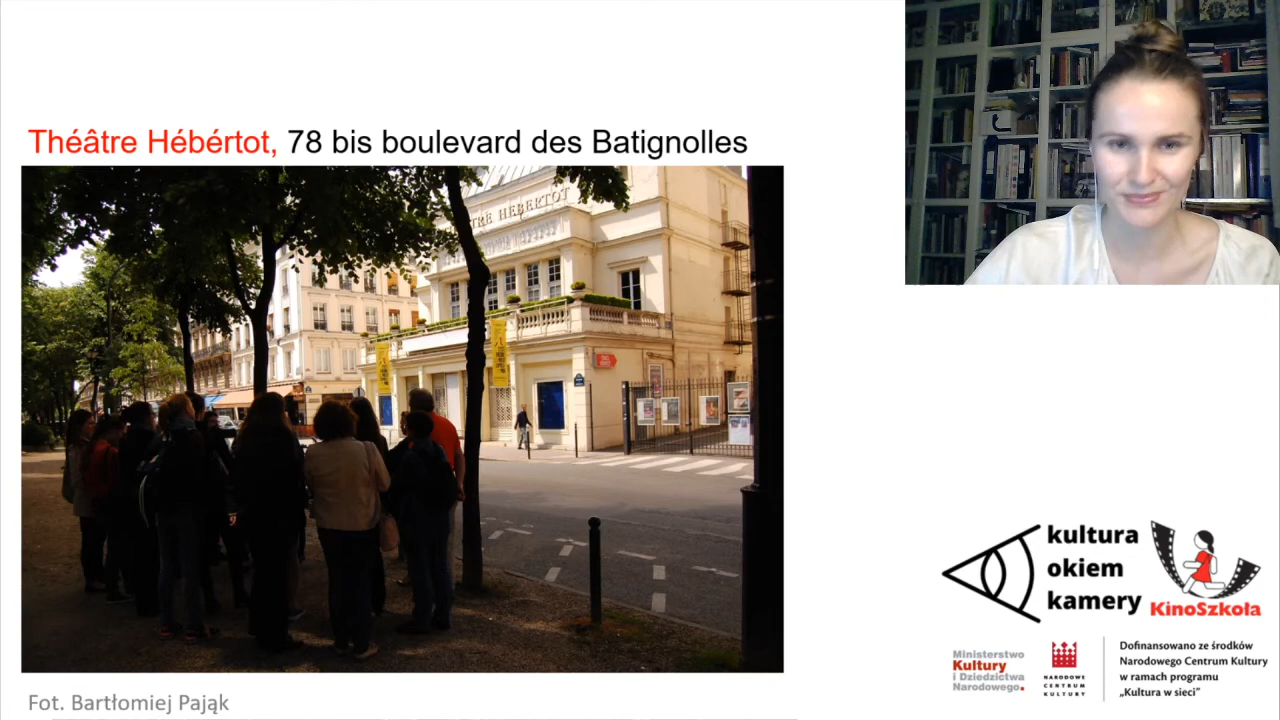 Théâtre Hébértot, 78 bis boulevard des Batignolles
TRE HEBERTOT
Fot. Bartłomiej Pająk
kultura
okiem
kamery
KinoSzkoła
Ministerstwo
Kultury
i Dziedzictwa
Narodowego.
NARODOWE
CENTRUM
KULTURY
Dofinansowano ze środków
Narodowego Centrum Kultury
w ramach programu
„Kultura w sieci”